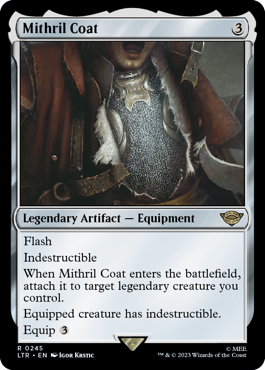 Mithril Coat 3
Legendary Artifact — Equipment
Flash
Indestructible
When Mithril Coat enters the battlefield,
attach it to target legendary creature you
control.
Equipped creature has indestructible.
Equip 3
R 0245
LTR • EN Igor Krstic
© MEE
™ & © 2023 Wizards of the Coast